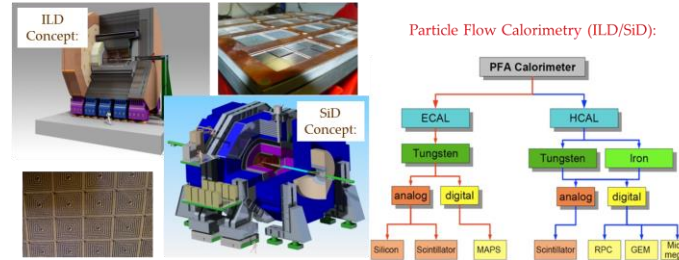 ILD
Concept:
SiD
Concept:
Particle Flow Calorimetry (ILD/SiD):
PFA Calorimeter
ECAL
HCAL
Tungsten
Tungsten
Iron
analog
digital
analog
digital
Silicon
Scintillator
MAPS
Scintillator
RPC
GEM